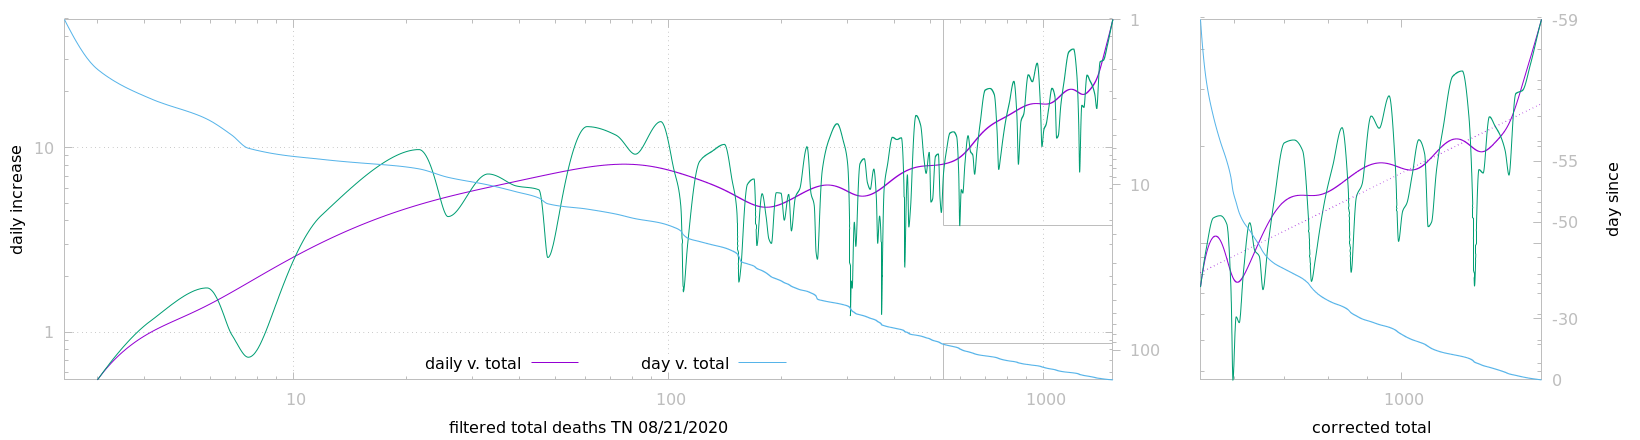 1
-59
daily increase
10
10
-55
-50
day since
1
-30
daily v. total
day v. total
100
0
10
100
1000
1000
filtered total deaths TN 08/21/2020
corrected total